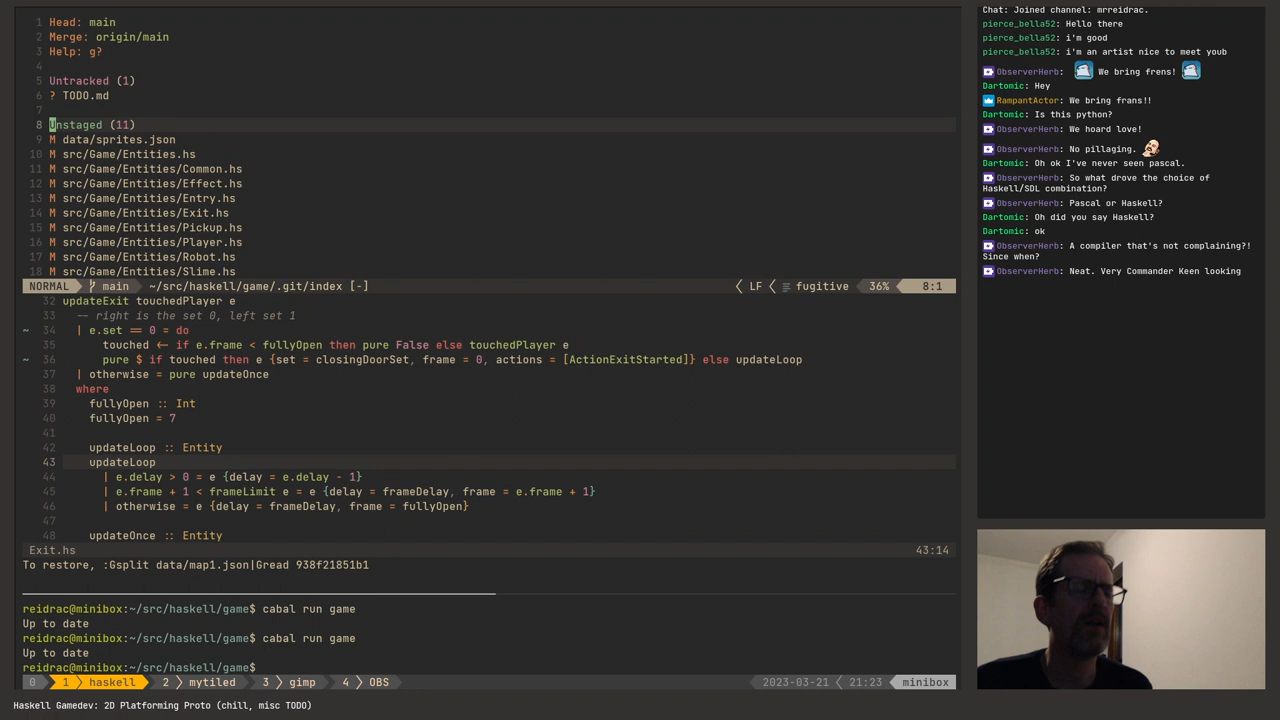 1 Head: main
2 Merge: origin/main
3 Help: g?
4
5 Untracked (1)
6 ? TODO.md
7
8 Unstaged (11)
9 M data/sprites.json
10 M src/Game/Entities.hs
11 M src/Game/Entities/Common.hs
12 M src/Game/Entities/Effect.hs
13 M src/Game/Entities/Entry.hs
14 M src/Game/Entities/Exit.hs
15 M src/Game/Entities/Pickup.hs
16 M src/Game/Entities/Player.hs
17 M src/Game/Entities/Robot.hs
18 M src/Game/Entities/Slime.hs
NORMAL main ~/src/haskell/game/.git/index [-] LF fugitive 36% 8:1
32 updateExit touchedPlayer e
33 -- right is the set 0, left set 1
~ 34 | e.set == 0 = do
35 touched <- if e.frame < fullyOpen then pure False else touchedPlayer e
~ 36 pure $ if touched then e {set = closingDoorSet, frame = 0, actions = [ActionExitStarted]} else updateLoop
37 | otherwise = pure updateOnce
38 where
39 fullyOpen :: Int
40 fullyOpen = 7
41
42 updateLoop :: Entity
43 updateLoop
44 | e.delay > 0 = e {delay = e.delay - 1}
45 | e.frame + 1 < frameLimit e = e {delay = frameDelay, frame = e.frame + 1}
46 | otherwise = e {delay = frameDelay, frame = fullyOpen}
47
48 updateOnce :: Entity
Exit.hs 43:14
To restore, :Gsplit data/map1.json|Gread 938f21851b1
reidrac@minibox:~/src/haskell/game$ cabal run game
Up to date
reidrac@minibox:~/src/haskell/game$ cabal run game
Up to date
reidrac@minibox:~/src/haskell/game$
0 1 haskell 2 mytiled 3 gimp 4 OBS 2023-03-21 21:23 minibox
Haskell Gamedev: 2D Platforming Proto (chill, misc TODO)
Chat: Joined channel: mrreidrac.
pierce_bella52: Hello there
pierce_bella52: i'm good
pierce_bella52: i'm an artist nice to meet youb
ObserverHerb: We bring frens!
Dartomic: Hey
RampantActor: We bring frans!!
Dartomic: Is this python?
ObserverHerb: We hoard love!
ObserverHerb: No pillaging.
Dartomic: Oh ok I've never seen pascal.
ObserverHerb: So what drove the choice of
Haskell/SDL combination?
ObserverHerb: Pascal or Haskell?
Dartomic: Oh did you say Haskell?
Dartomic: ok
ObserverHerb: A compiler that's not complaining?!
Since when?
ObserverHerb: Neat. Very Commander Keen looking